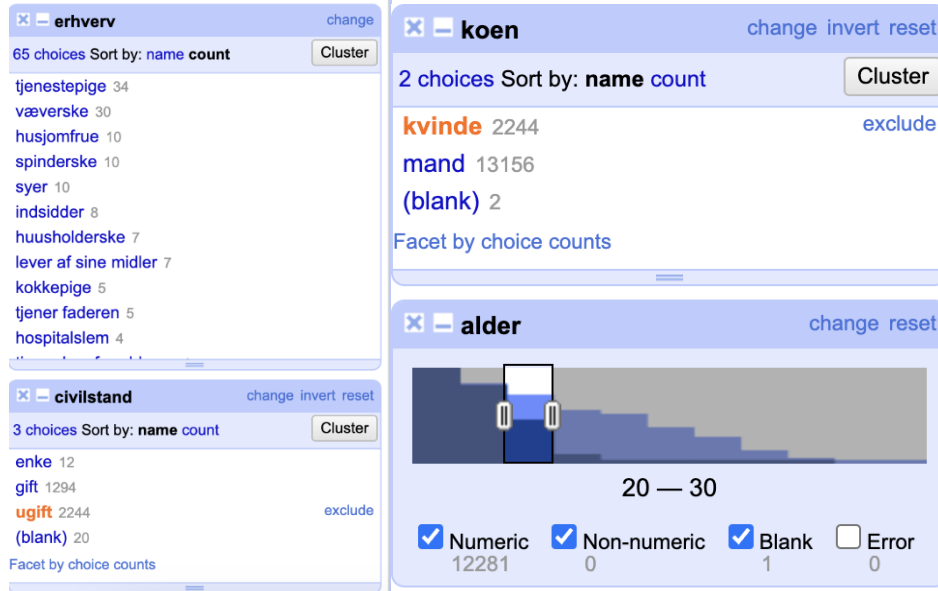 erhverv change
65 choices Sort by: name count Cluster
tjenestepige 34
væverske 30
husjomfrue 10
spinderske 10
syer 10
indsidder 8
huusholderske 7
lever af sine midler 7
kokkepige 5
tjener faderen 5
hospitalslem 4
civilstand change invert reset
3 choices Sort by: name count Cluster
enke 12
gift 1294
ugift 2244 exclude
(blank) 20
Facet by choice counts
koen change invert reset
2 choices Sort by: name count Cluster
kvinde 2244 exclude
mand 13156
(blank) 2
Facet by choice counts
alder change reset
20 — 30
Numeric Non-numeric Blank Error
12281 0 1 0